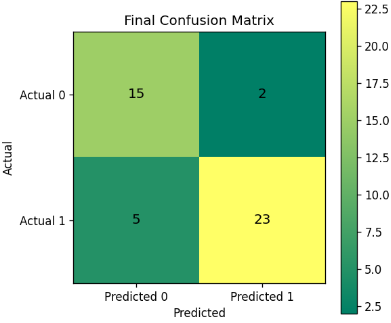 Final Confusion Matrix
Actual
Actual 0
15
2
Actual 1
5
23
Predicted 0
Predicted 1
Predicted
22.5
20.0
17.5
15.0
12.5
10.0
7.5
5.0
2.5